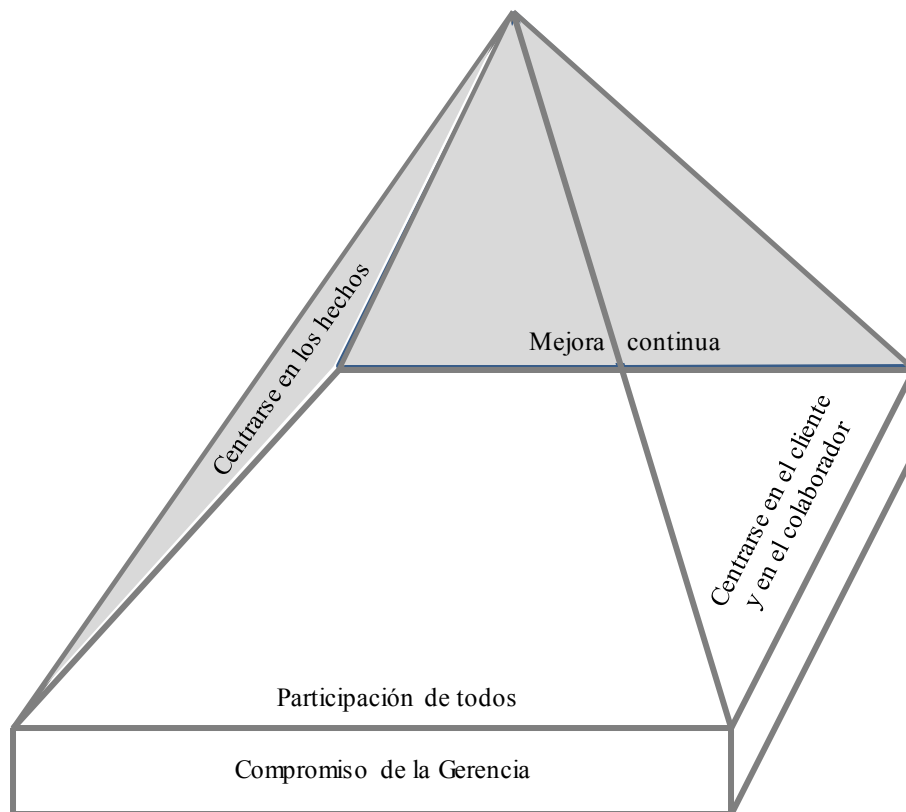 Centrarse en los hechos
Mejora continua
Centrarse en el cliente
y en el colaborador
Participación de todos
Compromiso de la Gerencia